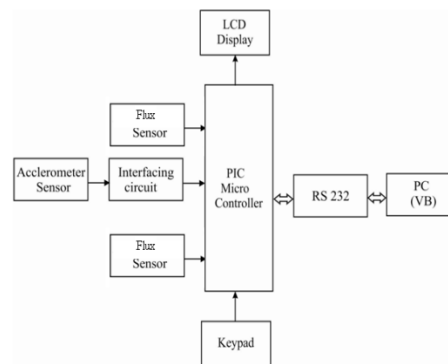 LCD
Display
Flux
Sensor
Acclerometer
Sensor
Interfacing
circuit
PIC
Micro
Controller
RS 232
PC
(VB)
Flux
Sensor
Keypad